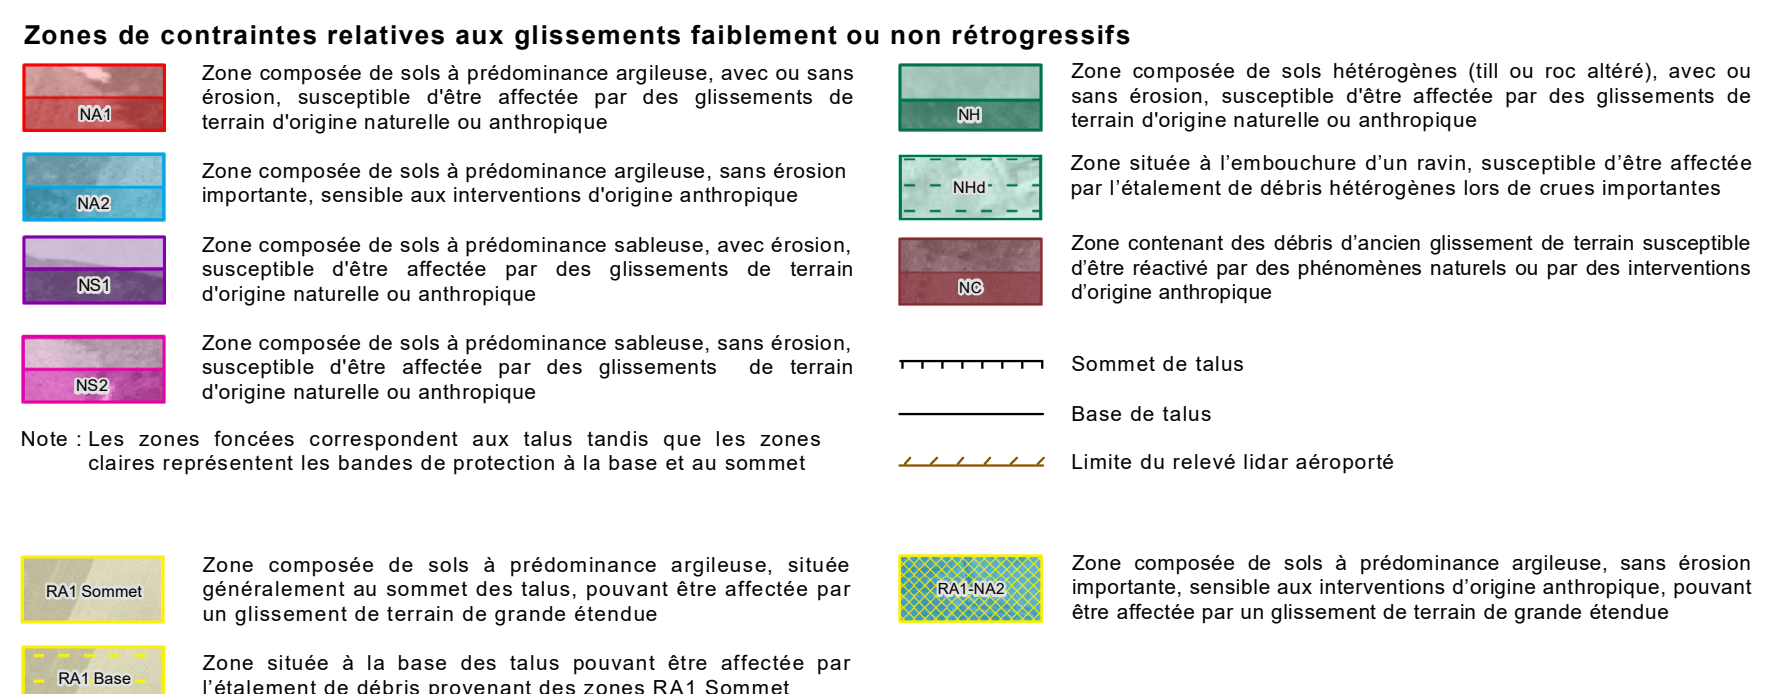 Zones de contraintes relatives aux glissements faiblement ou non rétrogressifs
NA1
Zone composée de sols à prédominance argileuse, avec ou sans
érosion, susceptible d'être affectée par des glissements de
terrain d'origine naturelle ou anthropique
NA2
Zone composée de sols à prédominance argileuse, sans érosion
importante, sensible aux interventions d'origine anthropique
NS1
Zone composée de sols à prédominance sableuse, avec érosion,
susceptible d'être affectée par des glissements de terrain
d'origine naturelle ou anthropique
NS2
Zone composée de sols à prédominance sableuse, sans érosion,
susceptible d'être affectée par des glissements de terrain
d'origine naturelle ou anthropique
Note : Les zones foncées correspondent aux talus tandis que les zones
claires représentent les bandes de protection à la base et au sommet
NH
Zone composée de sols hétérogènes (till ou roc altéré), avec ou
sans érosion, susceptible d'être affectée par des glissements de
terrain d'origine naturelle ou anthropique
NHd
Zone située à l’embouchure d’un ravin, susceptible d’être affectée
par l’étalement de débris hétérogènes lors de crues importantes
NC
Zone contenant des débris d’ancien glissement de terrain susceptible
d’être réactivé par des phénomènes naturels ou par des interventions
d’origine anthropique
Sommet de talus
Base de talus
Limite du relevé lidar aéroporté
RA1 Sommet
Zone composée de sols à prédominance argileuse, située
généralement au sommet des talus, pouvant être affectée par
un glissement de terrain de grande étendue
RA1 Base
Zone située à la base des talus pouvant être affectée par
l’étalement de débris provenant des zones RA1 Sommet
RA1-NA2
Zone composée de sols à prédominance argileuse, sans érosion
importante, sensible aux interventions d’origine anthropique, pouvant
être affectée par un glissement de terrain de grande étendue